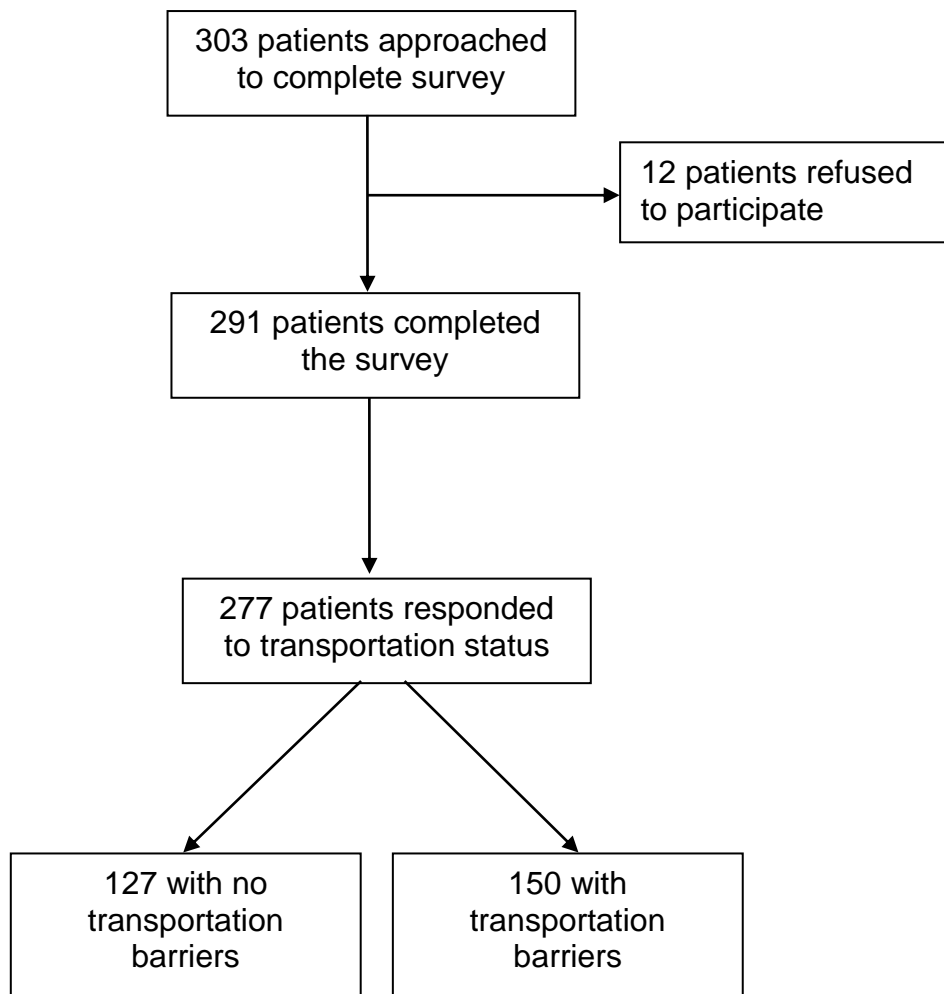 303 patients approached
to complete survey
12 patients refused
to participate
291 patients completed
the survey
277 patients responded
to transportation status
127 with no
transportation
barriers
150 with
transportation
barriers